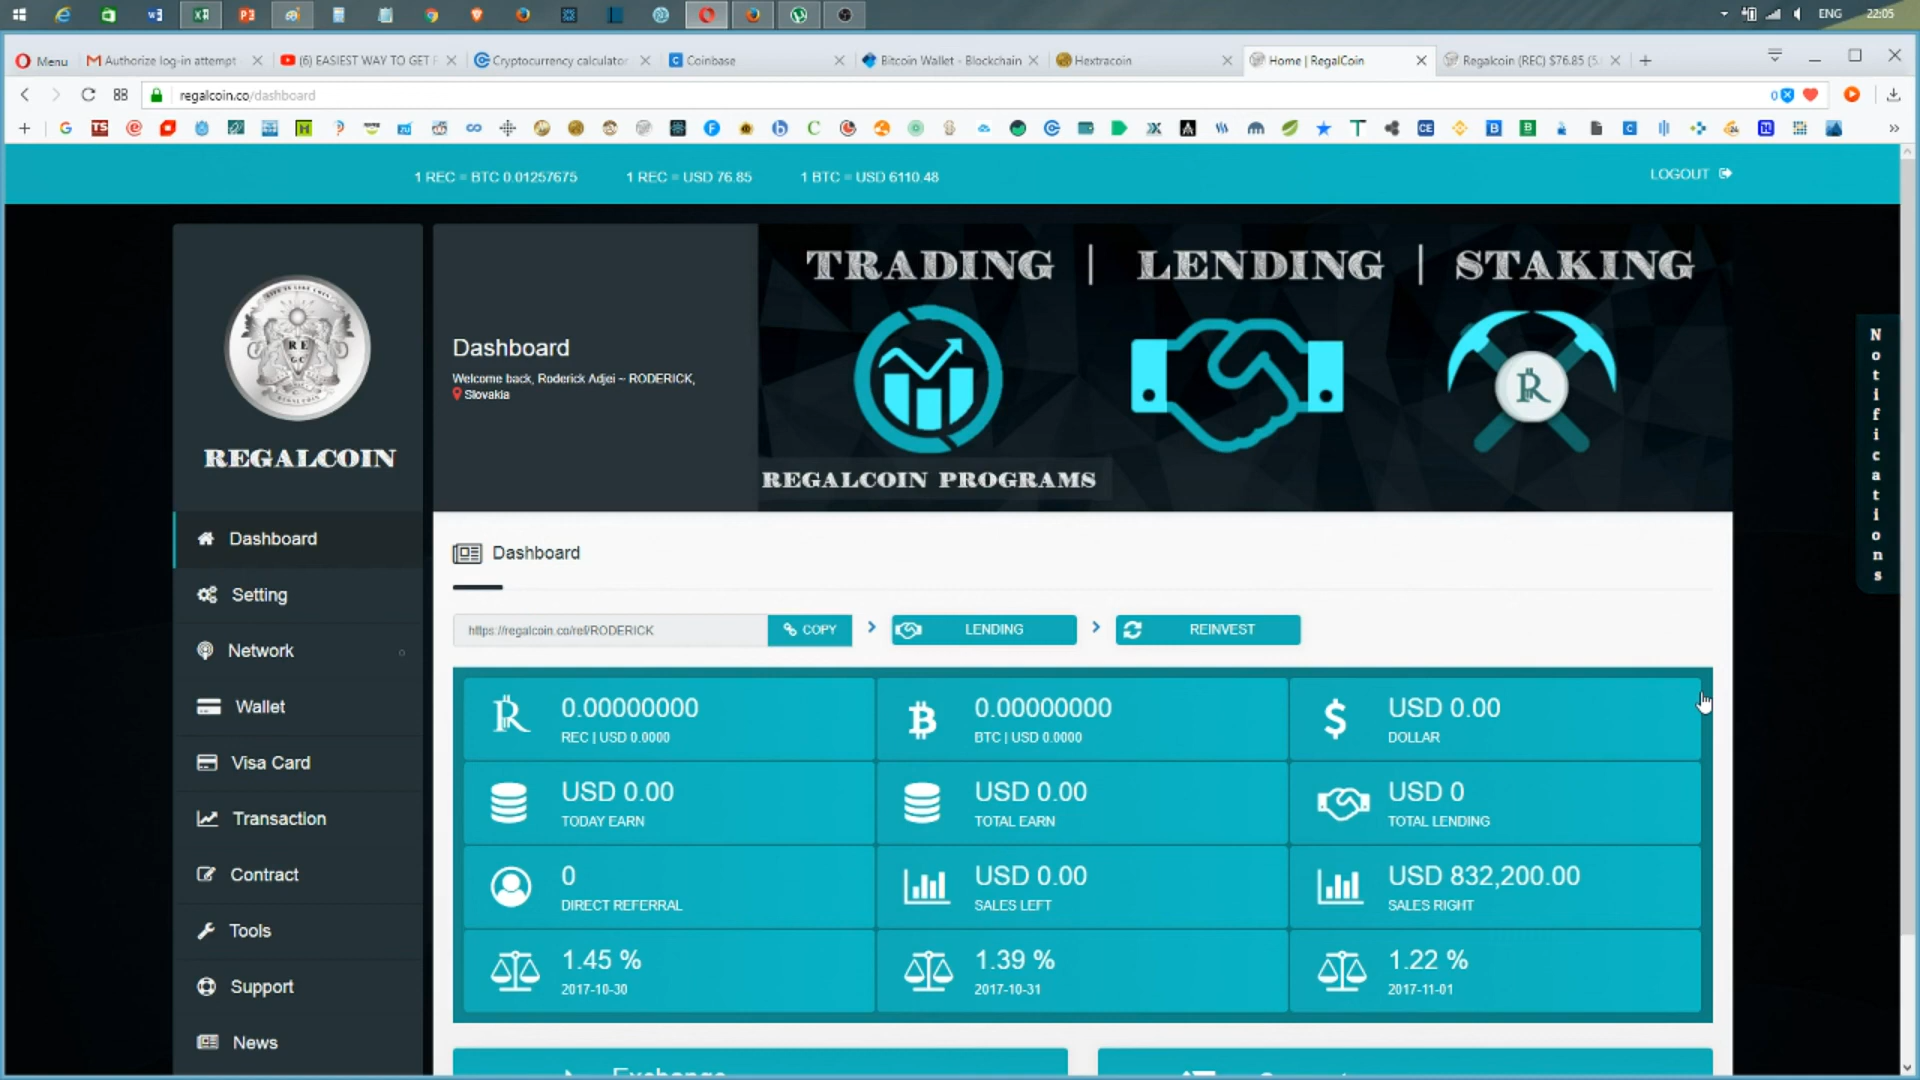 ENG 22:05
Menu
Authorize log-in attempt
(6) EASIEST WAY TO GET F
Cryptocurrency calculator
Coinbase
Bitcoin Wallet - Blockchain
Hextracoin
Home | RegalCoin
Regalcoin (REC) $76.85 (5.
regalcoin.co/dashboard
0
1 REC = BTC 0.01257675
1 REC = USD 76.85
1 BTC = USD 6110.48
LOGOUT
TRADING | LENDING | STAKING
Dashboard
Welcome back, Roderick Adjei ~ RODERICK,
Slovakia
REGALCOIN
REGALCOIN PROGRAMS
Notifications
Dashboard
Setting
Network
Wallet
Visa Card
Transaction
Contract
Tools
Support
News
Dashboard
https://regalcoin.co/ref/RODERICK
COPY
LENDING
REINVEST
0.00000000
REC | USD 0.0000
0.00000000
BTC | USD 0.0000
USD 0.00
DOLLAR
USD 0.00
TODAY EARN
USD 0.00
TOTAL EARN
USD 0
TOTAL LENDING
0
DIRECT REFERRAL
USD 0.00
SALES LEFT
USD 832,200.00
SALES RIGHT
1.45 %
2017-10-30
1.39 %
2017-10-31
1.22 %
2017-11-01
Exchange